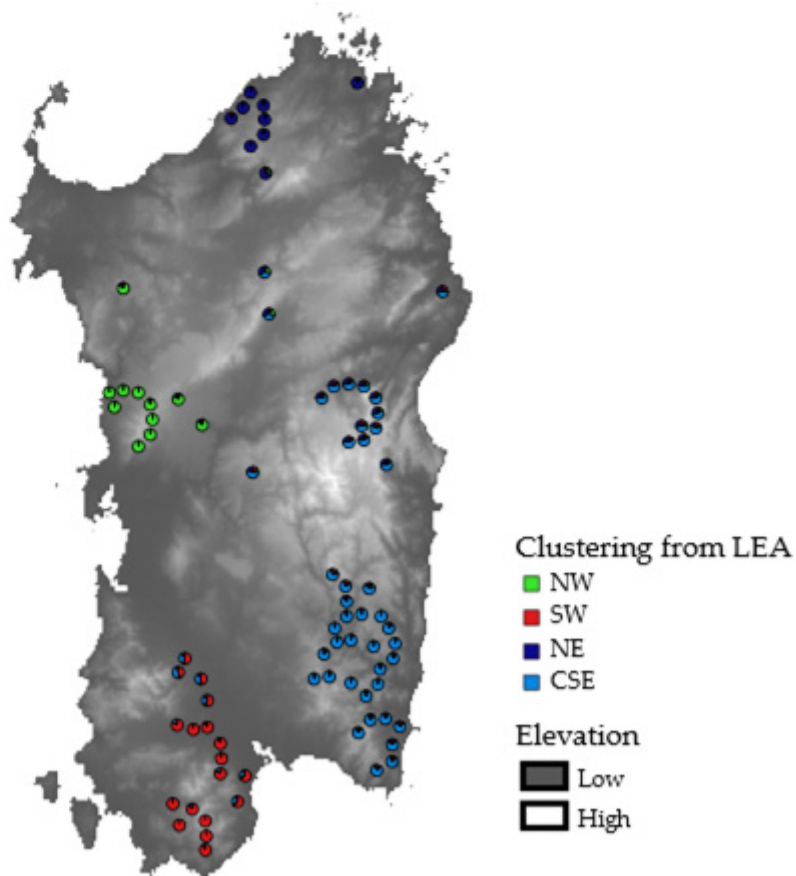 Clustering from LEA
NW
SW
NE
CSE
Elevation
Low
High